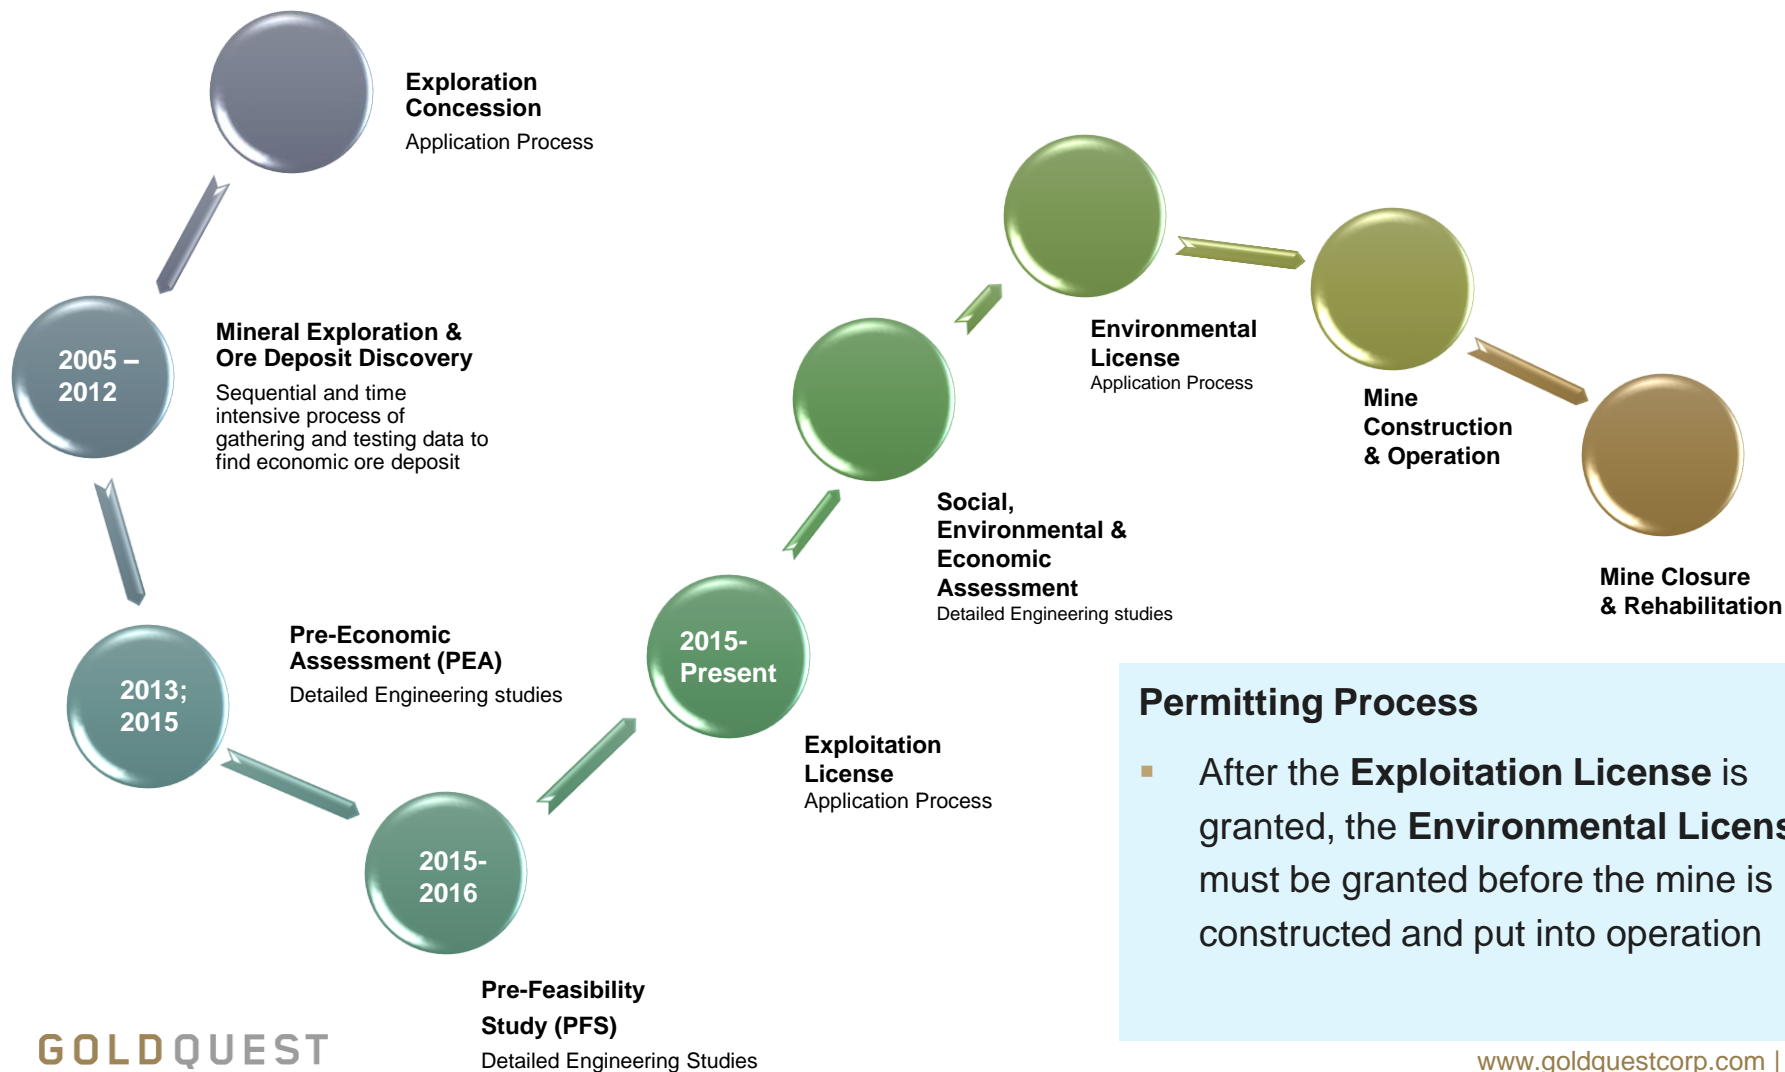 Exploration
Concession
Application Process
2005 –
2012
Mineral Exploration &
Ore Deposit Discovery
Sequential and time
intensive process of
gathering and testing data to
find economic ore deposit
2013;
2015
Pre-Economic
Assessment (PEA)
Detailed Engineering studies
2015-
2016
Pre-Feasibility
Study (PFS)
Detailed Engineering Studies
2015-
Present
Exploitation
License
Application Process
Social,
Environmental &
Economic
Assessment
Detailed Engineering studies
Environmental
License
Application Process
Mine
Construction
& Operation
Mine Closure
& Rehabilitation
Permitting Process
▪ After the Exploitation License is
granted, the Environmental Licens
must be granted before the mine is
constructed and put into operation
GOLDQUEST
www.goldquestcorp.com |